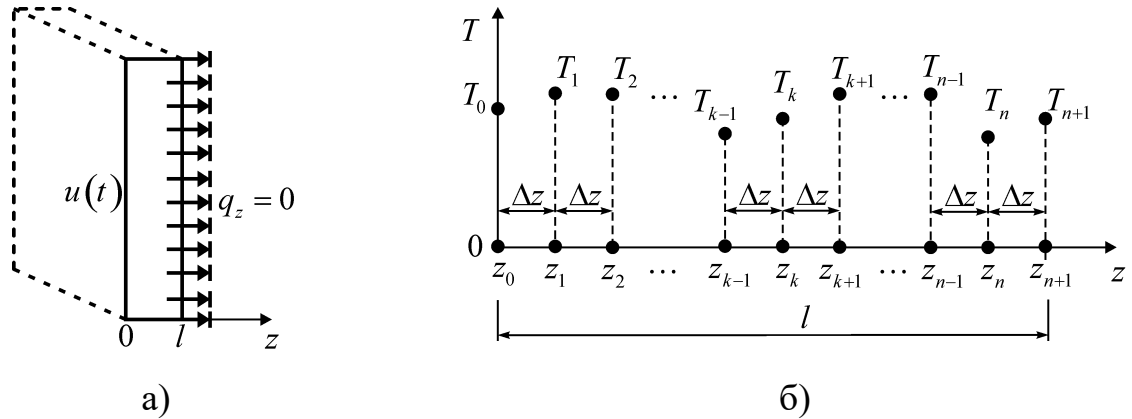 u(t)
q_z = 0
0 l z
а)
T
T_0 T_1 T_2 ··· T_{k-1} T_k T_{k+1} ··· T_{n-1} T_n T_{n+1}
Δz Δz Δz Δz Δz Δz
0
z_0 z_1 z_2 ··· z_{k-1} z_k z_{k+1} ··· z_{n-1} z_n z_{n+1} z
l
б)